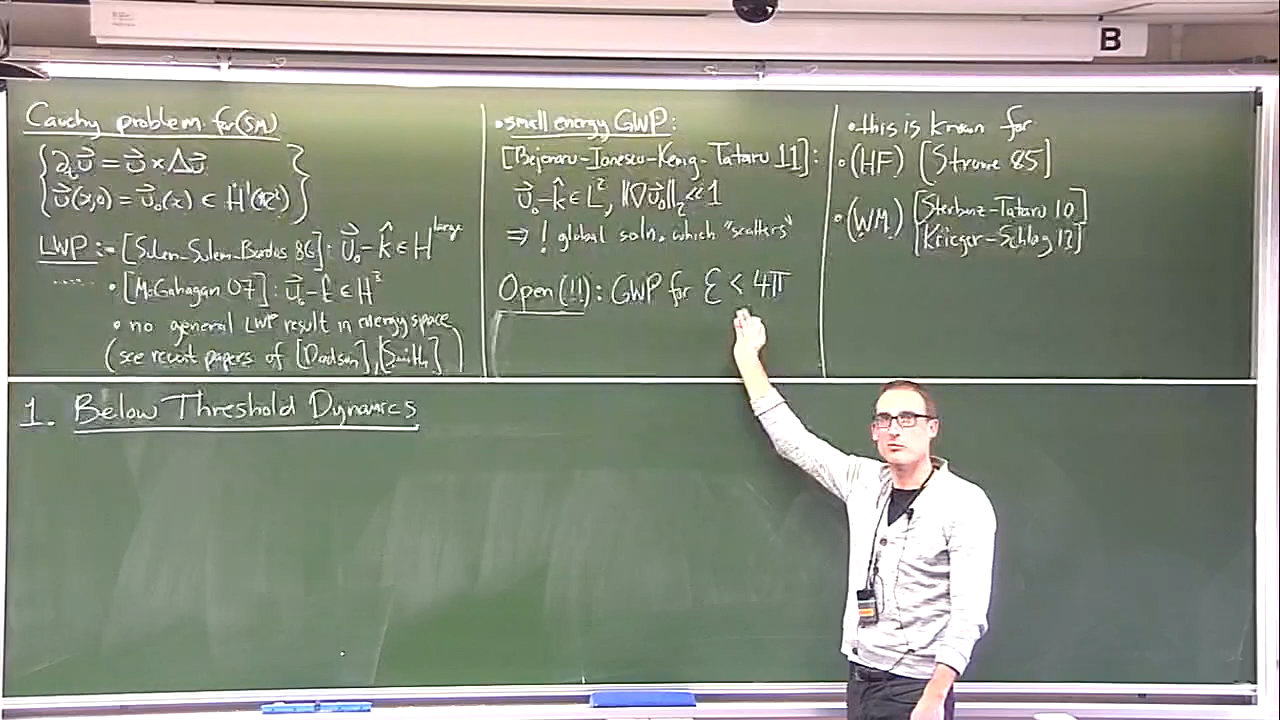 B
Cauchy problem for (SM)
∂ₜu⃗ = u⃗ × Δu⃗
u⃗(x,0) = u⃗₀(x) ∈ Ḣ¹(ℝ²)
LWP: - [Sulem-Sulem-Bardos 86]: u⃗₀ - k̂ ∈ H^large
• [McGahagan 07]: u⃗₀ - k̂ ∈ H³
• no general LWP result in energy space
(see recent papers of [Dodson], [Smith])
• small energy GWP:
[Bejenaru-Ionescu-Kenig-Tataru 11]:
u⃗₀ - k̂ ∈ L², ‖∇u⃗₀‖₂ << 1
⇒ ! global soln. which "scatters"
Open(!!): GWP for ℰ < 4π
• this is known for
• (HF) [Struwe 85]
• (WM) [Sterbenz-Tataru 10]
[Krieger-Schlag 12]
1. Below Threshold Dynamics